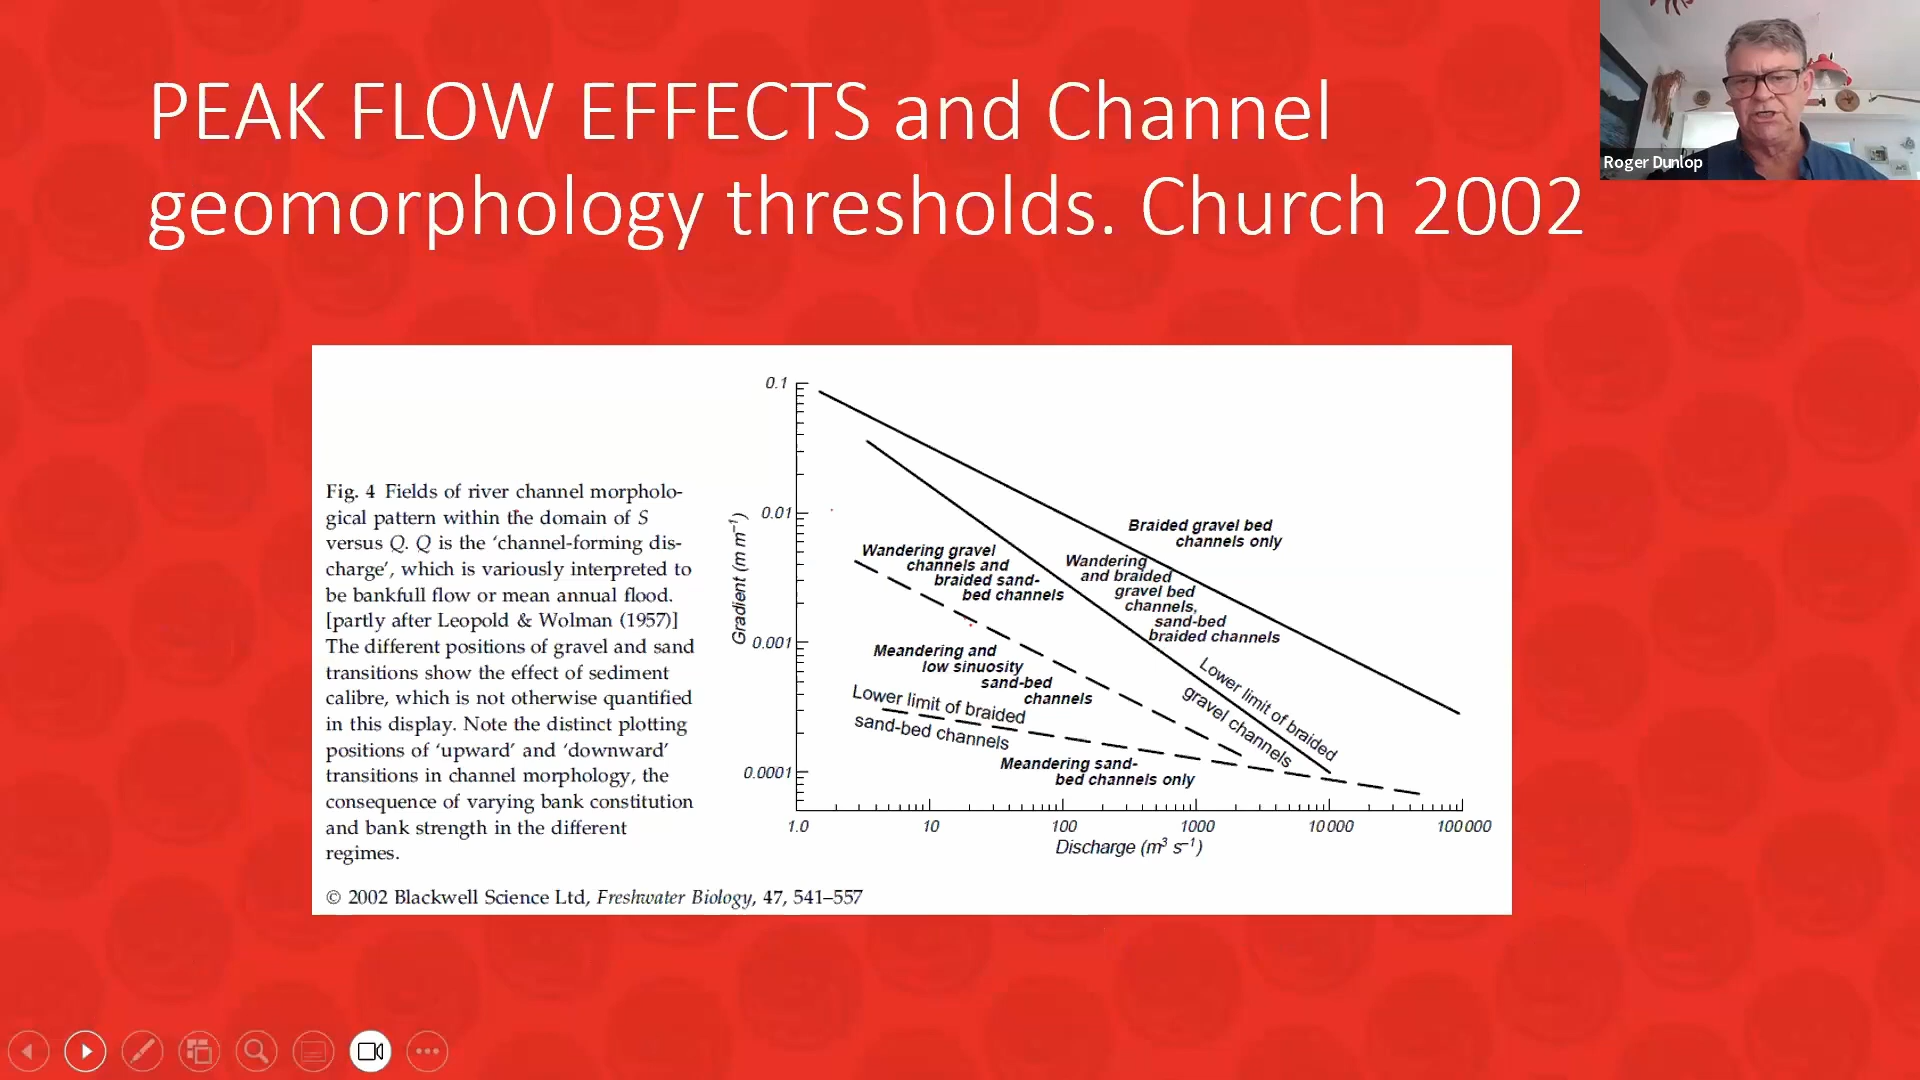 PEAK FLOW EFFECTS and Channel
geomorphology thresholds. Church 2002
Roger Dunlop
Fig. 4 Fields of river channel morpholo-
gical pattern within the domain of S
versus Q. Q is the ‘channel-forming dis-
charge’, which is variously interpreted to
be bankfull flow or mean annual flood.
[partly after Leopold & Wolman (1957)]
The different positions of gravel and sand
transitions show the effect of sediment
calibre, which is not otherwise quantified
in this display. Note the distinct plotting
positions of ‘upward’ and ‘downward’
transitions in channel morphology, the
consequence of varying bank constitution
and bank strength in the different
regimes.
0.1
0.01
0.001
0.0001
Gradient (m m⁻¹)
Braided gravel bed
channels only
Wandering gravel
channels and
braided sand-
bed channels
Wandering
and braided
gravel bed
channels,
sand-bed
braided channels
Meandering and
low sinuosity
sand-bed
channels
Lower limit of braided
gravel channels
Lower limit of braided
sand-bed channels
Meandering sand-
bed channels only
1.0
10
100
1000
10 000
100 000
Discharge (m³ s⁻¹)
© 2002 Blackwell Science Ltd, Freshwater Biology, 47, 541–557